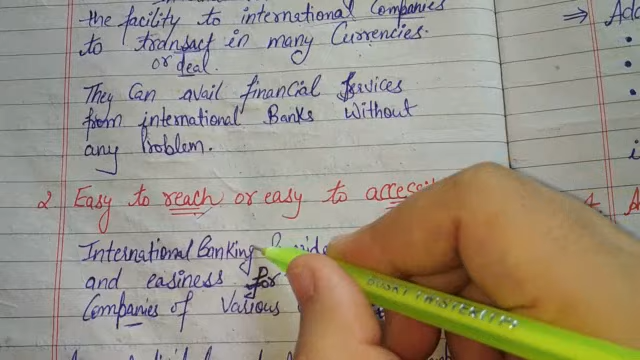 the facility to international Companies
to transact in many Currencies.
or deal.
They Can avail financial Services
from international Banks Without
any Problem.
2 Easy to reach or easy to
International Banking
and easiness for
Companies of Various
⇒